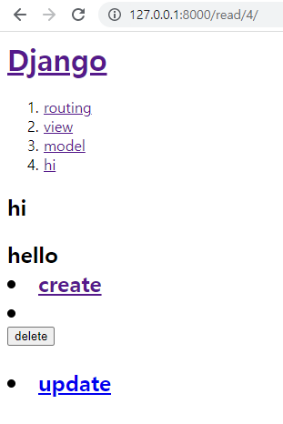 127.0.0.1:8000/read/4/
Django
1. routing
2. view
3. model
4. hi
hi
hello
• create
•
delete
• update